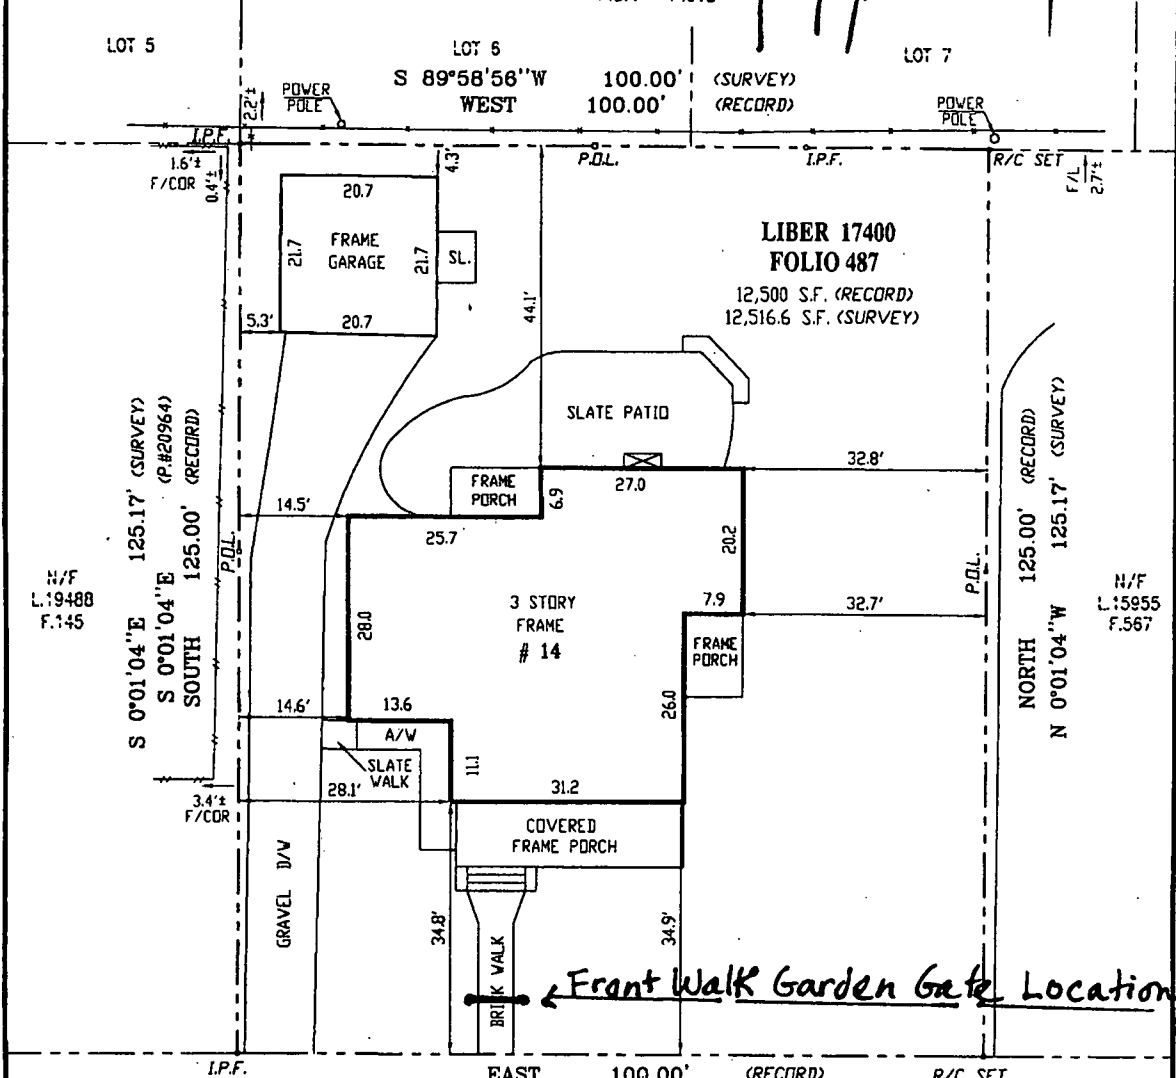 LOT 5
LOT 6
LOT 7
S 89°58'56"W 100.00' (SURVEY)
WEST 100.00' (RECORD)
POWER
POLE
POWER
POLE
2.2'±
I.P.F.
P.O.L.
I.P.F.
R/C SET
1.6'±
F/COR
0.4'±
4.3'
F/L
2.7'±
20.7
FRAME
GARAGE
21.7
21.7
SL.
20.7
5.3'
44.1'
LIBER 17400
FOLIO 487
12,500 S.F. (RECORD)
12,516.6 S.F. (SURVEY)
SLATE PATIO
FRAME
PORCH
6.9
27.0
32.8'
14.5'
25.7
20.2
S 0°01'04"E 125.17' (SURVEY)
S 0°01'04"E (P.#20964)
SOUTH 125.00' (RECORD)
P.O.L.
P.O.L.
NORTH 125.00' (RECORD)
N 0°01'04"W 125.17' (SURVEY)
N/F
L.19488
F.145
N/F
L.15955
F.567
28.0
3 STORY
FRAME
# 14
7.9
32.7'
FRAME
PORCH
26.0
14.6'
13.6
A/W
SLATE
WALK
11.1
28.1'
31.2
3.4'±
F/COR
COVERED
FRAME PORCH
GRAVEL D/W
34.8'
BRICK WALK
34.9'
Front Walk Garden Gate Location
I.P.F.
EAST 100.00' (RECORD)
R/C SET